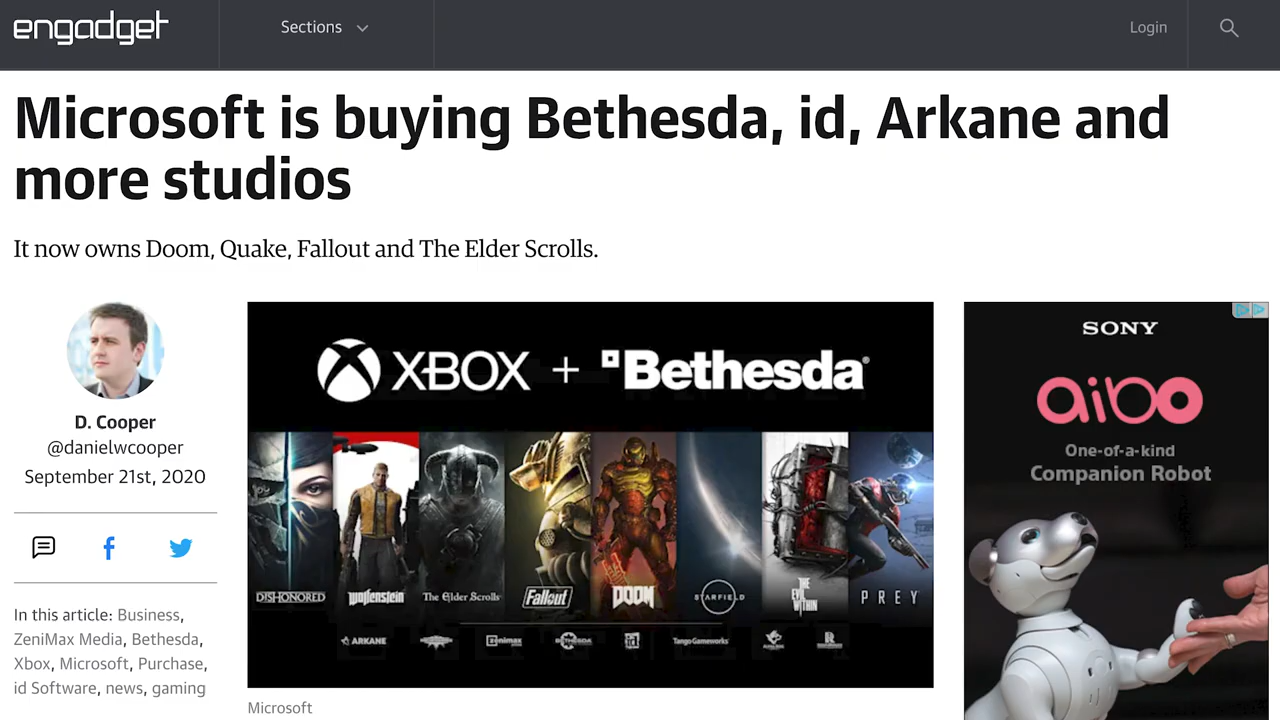 engadget
Sections
Login
Microsoft is buying Bethesda, id, Arkane and
more studios
It now owns Doom, Quake, Fallout and The Elder Scrolls.
D. Cooper
@danielwcooper
September 21st, 2020
In this article: Business,
ZeniMax Media, Bethesda,
Xbox, Microsoft, Purchase,
id Software, news, gaming
XBOX + Bethesda®
DISHONORED
Wolfenstein
The Elder Scrolls
Fallout
DOOM
STARFIELD
THE EVIL WITHIN
PREY
ARKANE
Zenimax
BETHESDA
id
Tango Gameworks
Microsoft
SONY
aibo
One-of-a-kind
Companion Robot